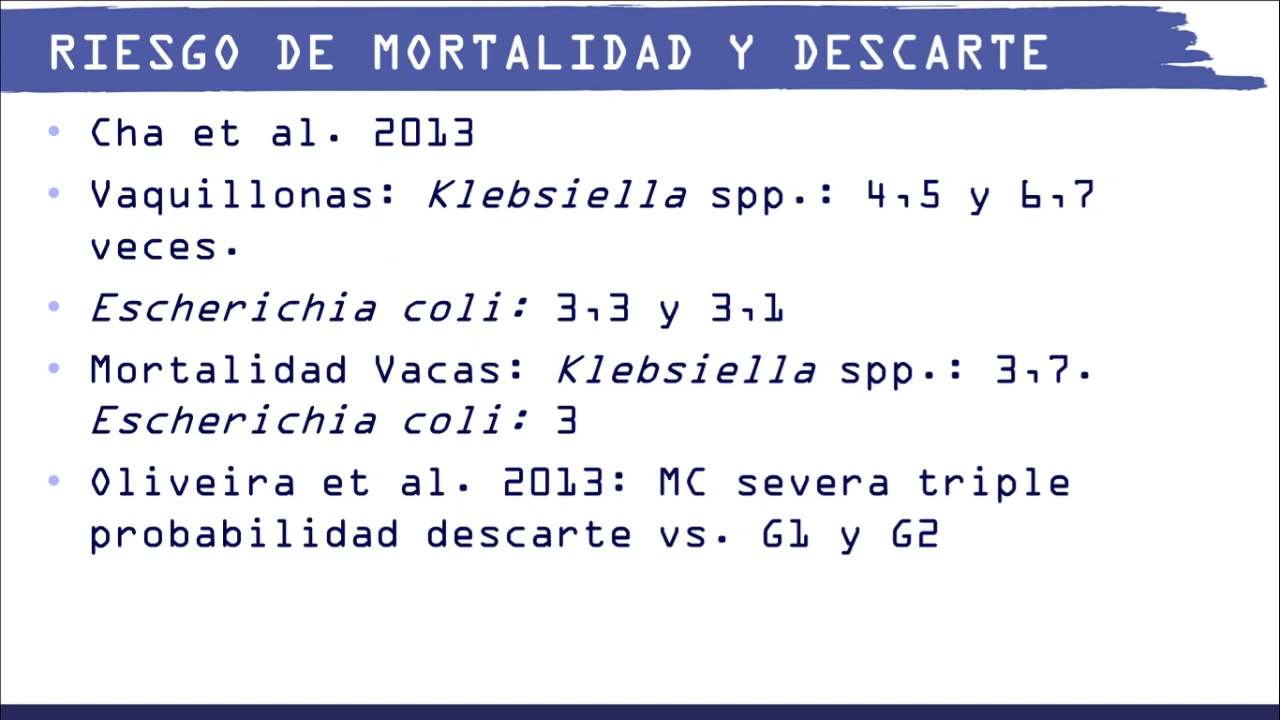 RIESGO DE MORTALIDAD Y DESCARTE
• Cha et al. 2013
• Vaquillonas: Klebsiella spp.: 4,5 y 6,7
veces.
• Escherichia coli: 3,3 y 3,1
• Mortalidad Vacas: Klebsiella spp.: 3,7.
Escherichia coli: 3
• Oliveira et al. 2013: MC severa triple
probabilidad descarte vs. G1 y G2